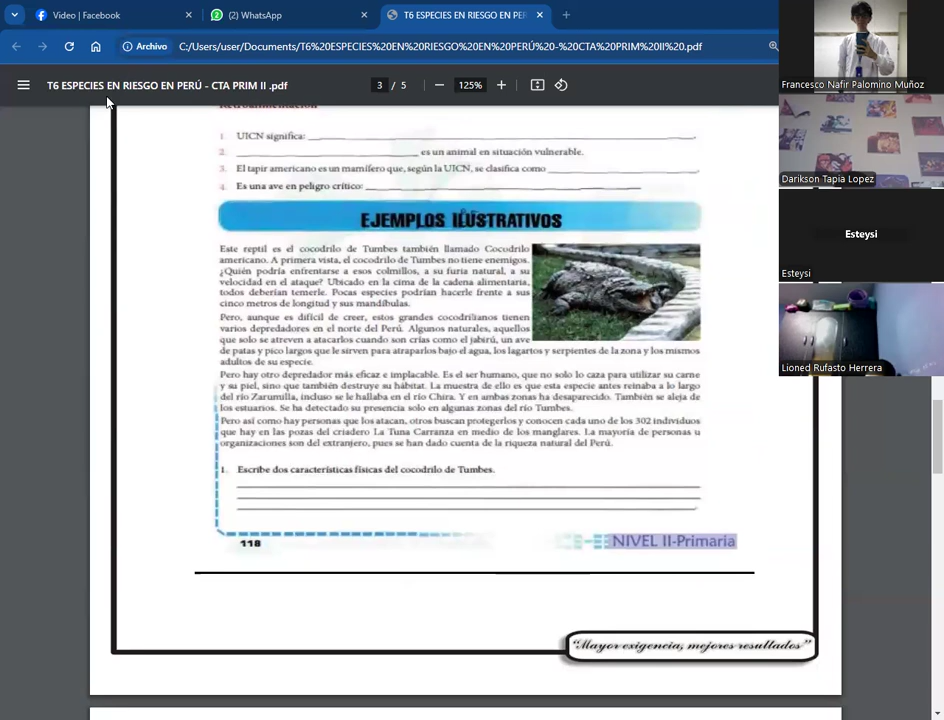 Video | Facebook
(2) WhatsApp
T6 ESPECIES EN RIESGO EN PER
Archivo
C:/Users/user/Documents/T6%20ESPECIES%20EN%20RIESGO%20EN%20PERÚ%20-%20CTA%20PRIM%20II%20.pdf
T6 ESPECIES EN RIESGO EN PERÚ - CTA PRIM II .pdf
3 / 5
125%
Retroalimentación
1. UICN significa:
2. es un animal en situación vulnerable.
3. El tapir americano es un mamífero que, según la UICN, se clasifica como
4. Es una ave en peligro crítico:
EJEMPLOS ILUSTRATIVOS
Este reptil es el cocodrilo de Tumbes también llamado Cocodrilo
americano. A primera vista, el cocodrilo de Tumbes no tiene enemigos.
¿Quién podría enfrentarse a esos colmillos, a su furia natural, a su
velocidad en el ataque? Ubicado en la cima de la cadena alimentaria,
todos deberían temerle. Pocas especies podrían hacerle frente a sus
cinco metros de longitud y sus mandíbulas.
Pero, aunque es difícil de creer, estos grandes cocodrilianos tienen
varios depredadores en el norte del Perú. Algunos naturales, aquellos
que solo se atreven a atacarlos cuando son crías como el jabirú, un ave
de patas y pico largos que le sirven para atraparlos bajo el agua, los lagartos y serpientes de la zona y los mismos
adultos de su especie.
Pero hay otro depredador más eficaz e implacable. Es el ser humano, que no solo lo caza para utilizar su carne
y su piel, sino que también destruye su hábitat. La muestra de ello es que esta especie antes reinaba a lo largo
del río Zarumilla, incluso se le hallaba en el río Chira. Y en ambas zonas ha desaparecido. También se aleja de
los estuarios. Se ha detectado su presencia solo en algunas zonas del río Tumbes.
Pero así como hay personas que los atacan, otros buscan protegerlos y conocen cada uno de los 302 individuos
que hay en las pozas del criadero La Tuna Carranza en medio de los manglares. La mayoría de personas u
organizaciones son del extranjero, pues se han dado cuenta de la riqueza natural del Perú.
1. Escribe dos características físicas del cocodrilo de Tumbes.
118
NIVEL II-Primaria
"Mayor exigencia, mejores resultados"
Francesco Nafir Palomino Muñoz
Darikson Tapia Lopez
Esteysi
Esteysi
Lioned Rufasto Herrera